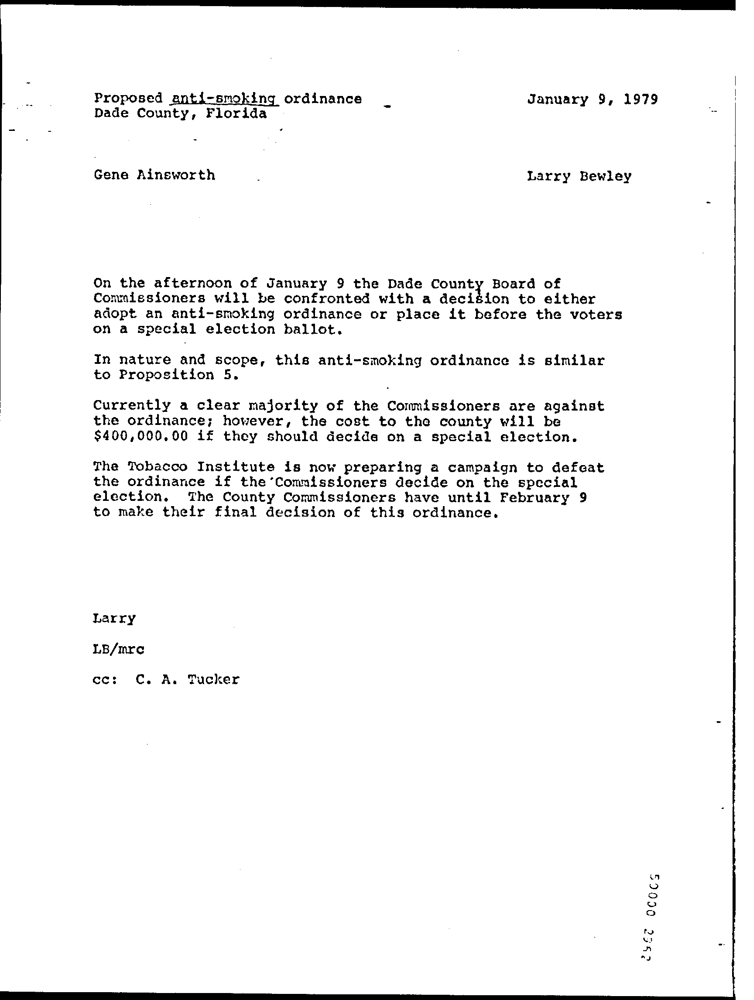 Proposed anti-smoking ordinance January 9, 1979
Dade County, Florida
Gene Ainsworth Larry Bewley
On the afternoon of January 9 the Dade County Board of
Commissioners will be confronted with a decision to either
adopt an anti-smoking ordinance or place it before the voters
on a special election ballot.
In nature and scope, this anti-smoking ordinance is similar
to Proposition 5.
Currently a clear majority of the Commissioners are against
the ordinance; however, the cost to the county will be
$400,000.00 if they should decide on a special election.
The Tobacco Institute is now preparing a campaign to defeat
the ordinance if the Commissioners decide on the special
election. The County Commissioners have until February 9
to make their final decision of this ordinance.
Larry
LB/mrc
cc: C. A. Tucker